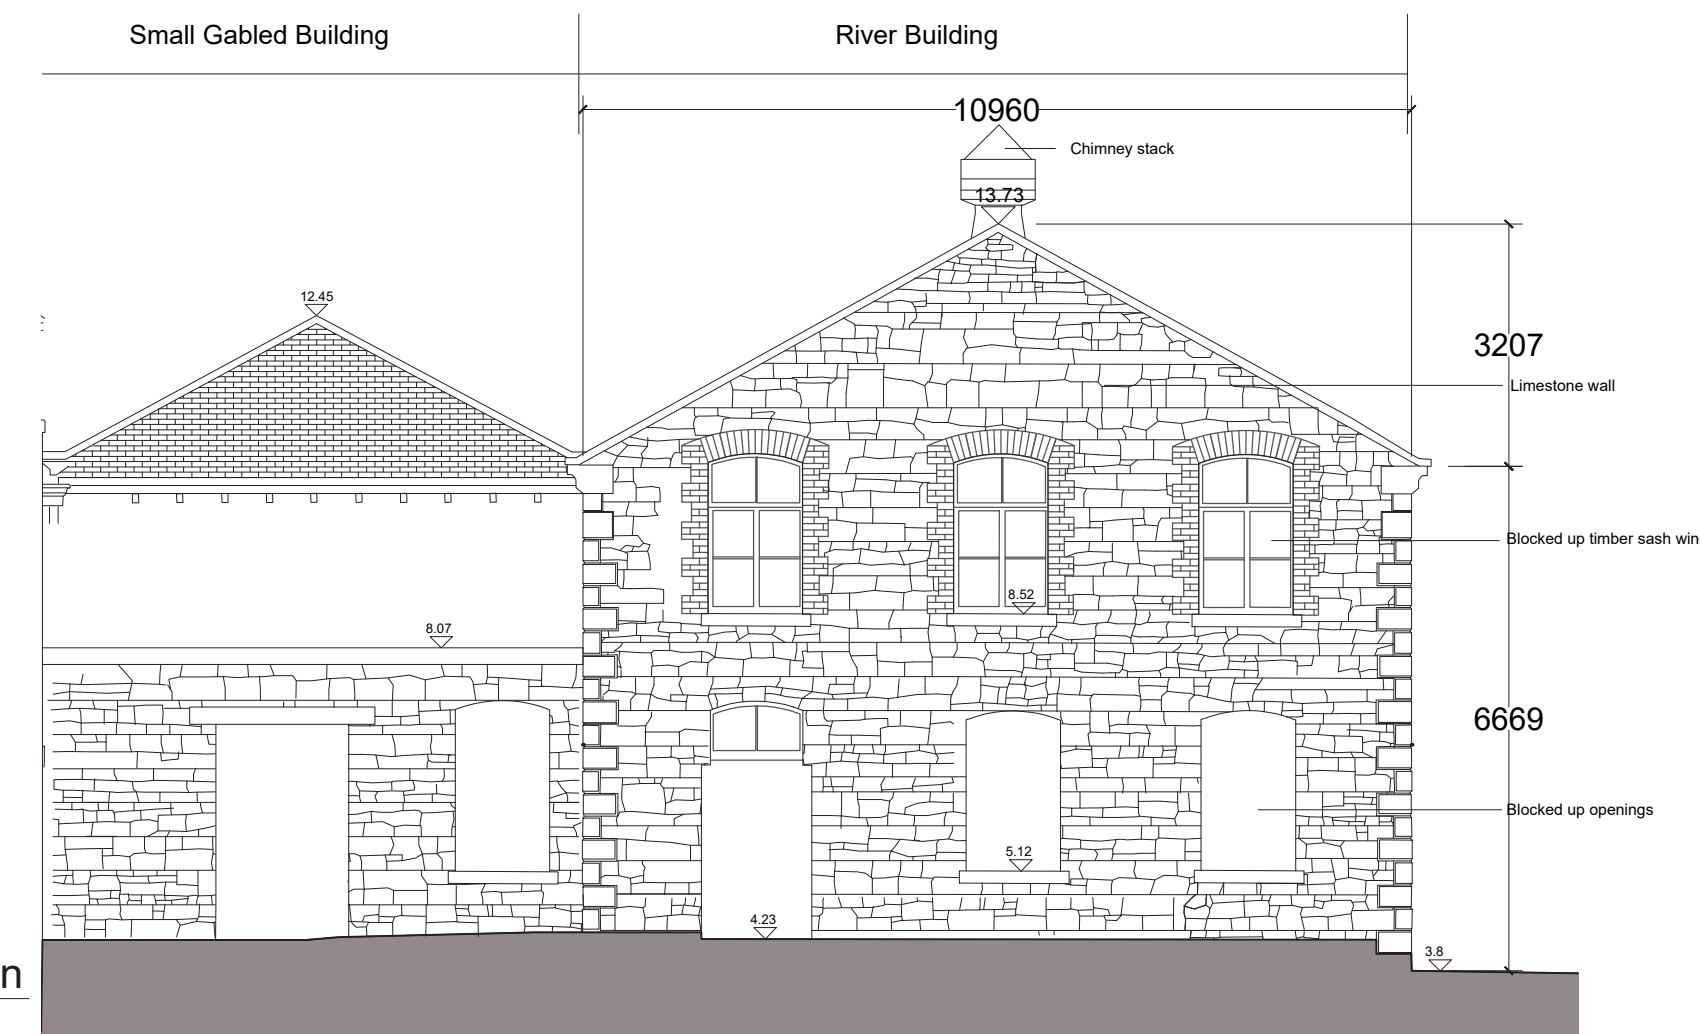 Small Gabled Building
River Building
10960
Chimney stack
13.73
12.45
3207
Limestone wall
Blocked up timber sash win
8.52
8.07
6669
Blocked up openings
5.12
4.23
3.8
n